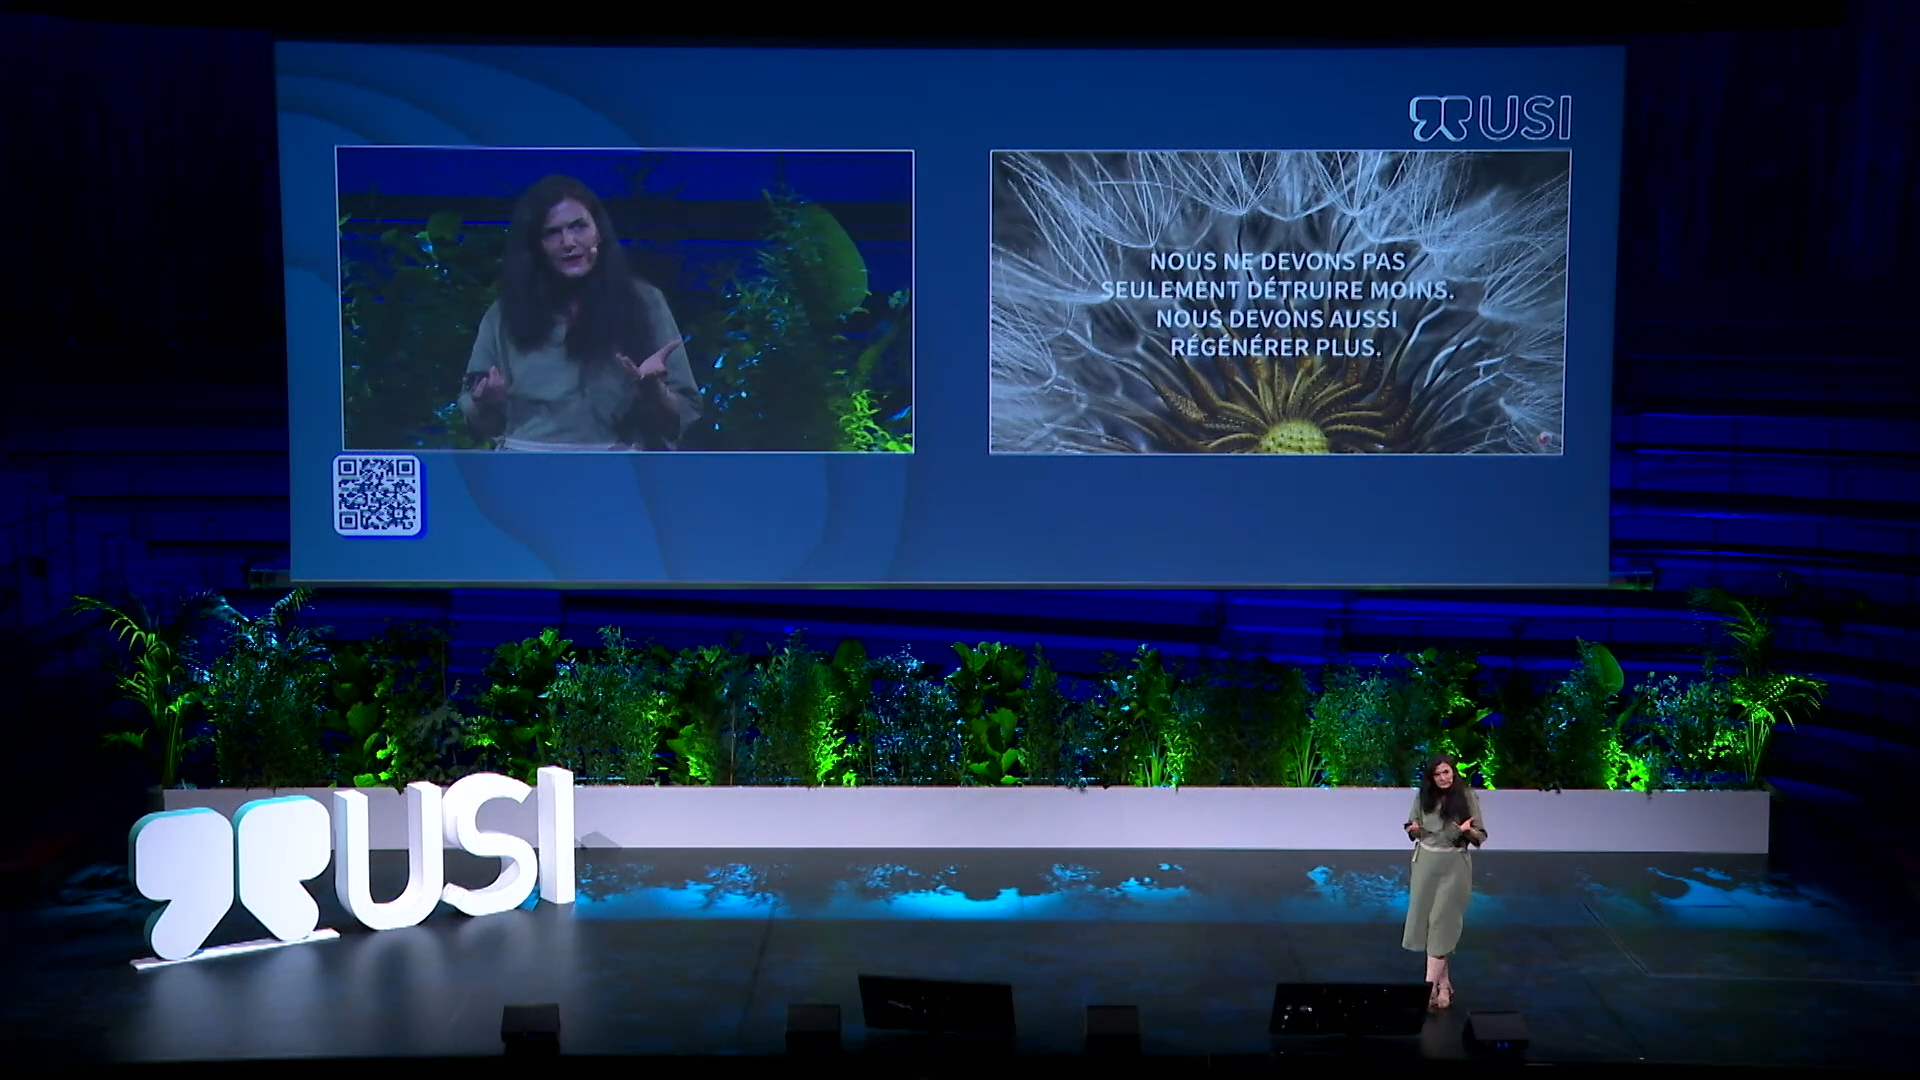 USI
NOUS NE DEVONS PAS
SEULEMENT DÉTRUIRE MOINS.
NOUS DEVONS AUSSI
RÉGÉNÉRER PLUS.
USI